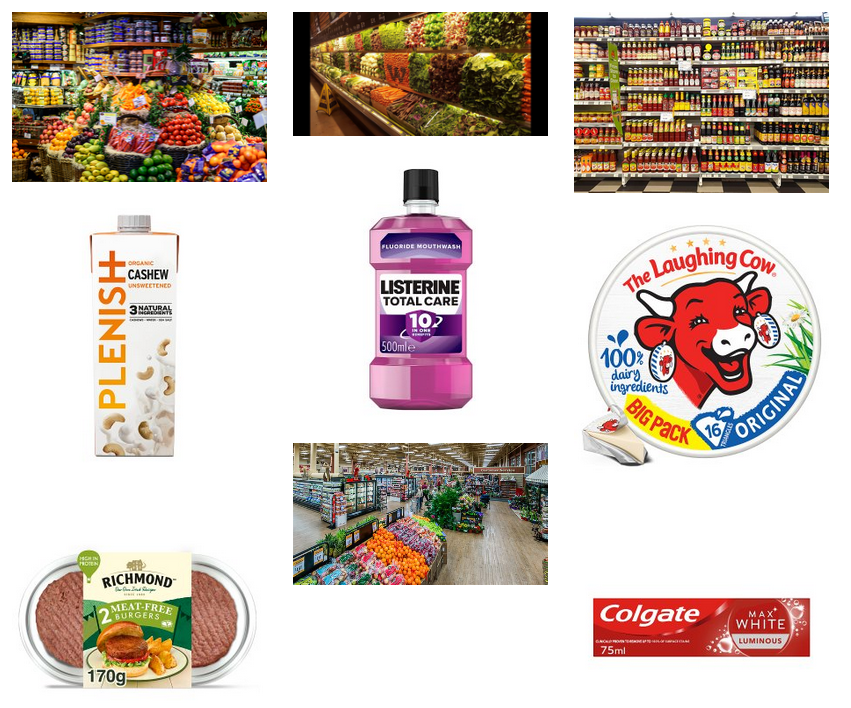 PLENISH
ORGANIC
CASHEW
UNSWEETENED
3 NATURAL
INGREDIENTS
FLUORIDE MOUTHWASH
LISTERINE
TOTAL CARE
10
IN ONE
BENEFITS
500ml e
The Laughing Cow
100%
dairy
ingredients
BIG PACK
16
TRIANGLES
ORIGINAL
HIGH IN
PROTEIN
RICHMOND
2 MEAT-FREE
BURGERS
170g
Colgate
MAX
WHITE
LUMINOUS
75ml